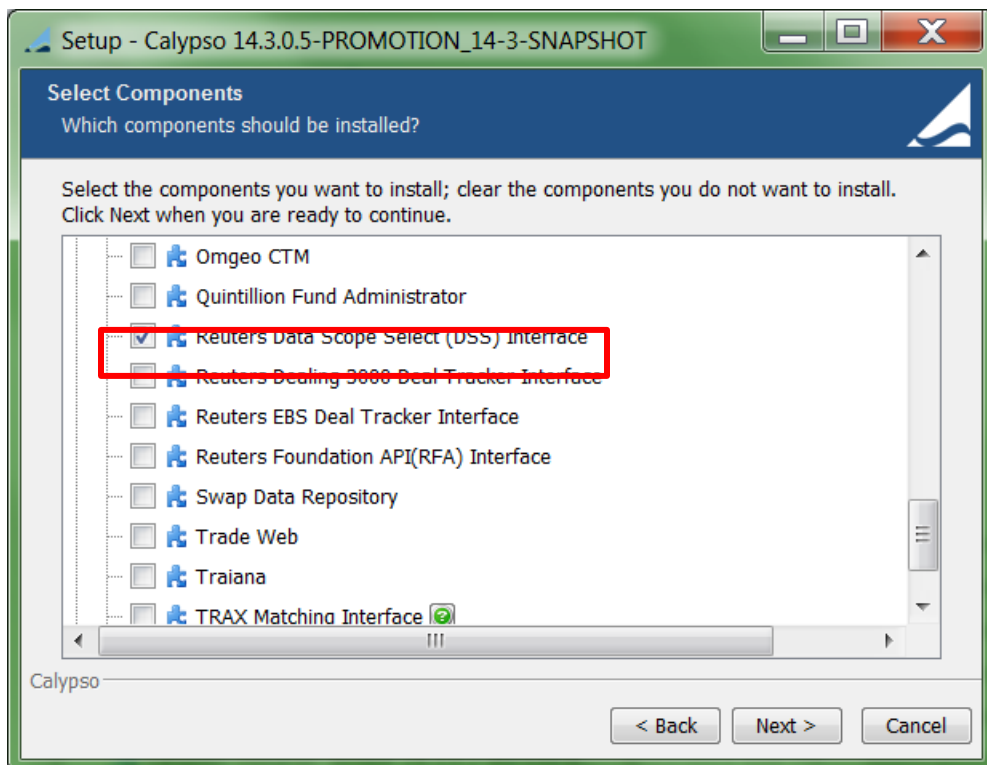 Setup - Calypso 14.3.0.5-PROMOTION_14-3-SNAPSHOT
Select Components
Which components should be installed?
Select the components you want to install; clear the components you do not want to install.
Click Next when you are ready to continue.
Omgeo CTM
Quintillion Fund Administrator
Reuters Data Scope Select (DSS) Interface
Reuters Dealing 3000 Deal Tracker Interface
Reuters EBS Deal Tracker Interface
Reuters Foundation API(RFA) Interface
Swap Data Repository
Trade Web
Traiana
TRAX Matching Interface ?
Calypso
< Back Next > Cancel